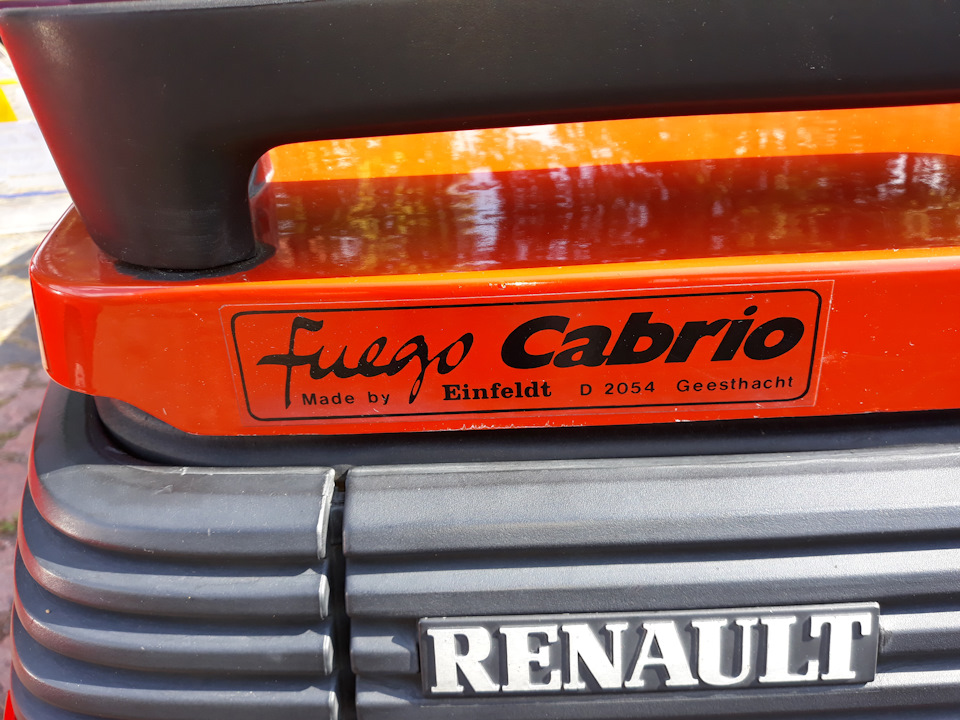 fuego Cabrio
Made by Einfeldt D 2054 Geesthacht
RENAULT